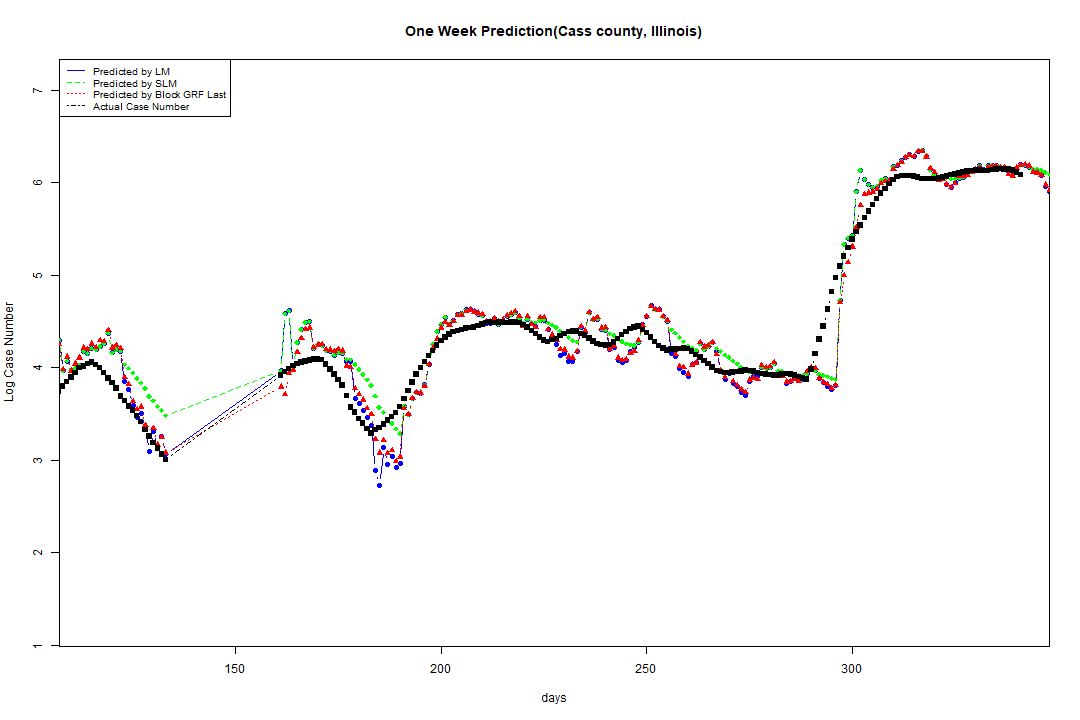 One Week Prediction(Cass county, Illinois)
Predicted by LM
Predicted by SLM
Predicted by Block GRF Last
Actual Case Number
7
6
5
4
3
2
1
Log Case Number
150 200 250 300
days